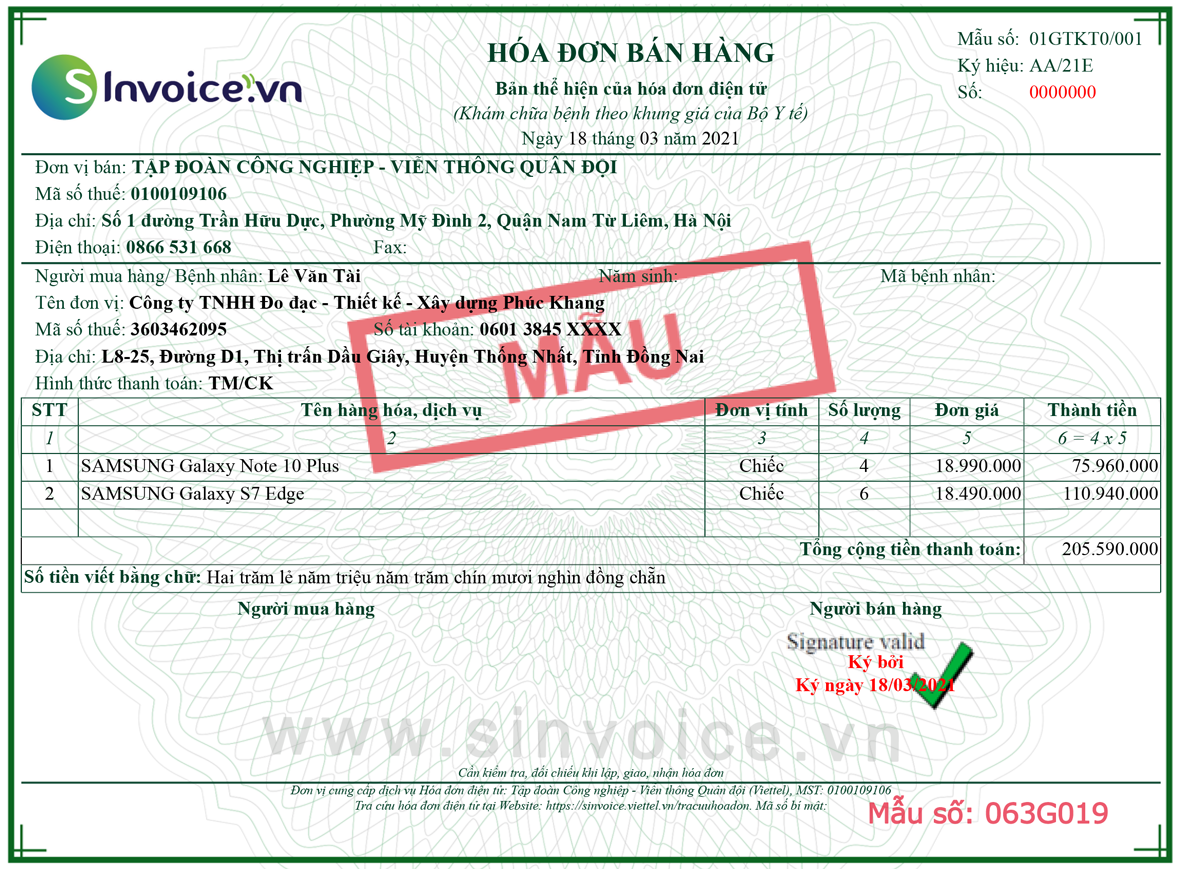 SInvoice.vn
HÓA ĐƠN BÁN HÀNG
Bản thể hiện của hóa đơn điện tử
(Khám chữa bệnh theo khung giá của Bộ Y tế)
Ngày 18 tháng 03 năm 2021
Mẫu số: 01GTKT0/001
Ký hiệu: AA/21E
Số: 0000000
Đơn vị bán: TẬP ĐOÀN CÔNG NGHIỆP - VIỄN THÔNG QUÂN ĐỘI
Mã số thuế: 0100109106
Địa chỉ: Số 1 đường Trần Hữu Dực, Phường Mỹ Đình 2, Quận Nam Từ Liêm, Hà Nội
Điện thoại: 0866 531 668 Fax:
Người mua hàng/ Bệnh nhân: Lê Văn Tài Năm sinh: Mã bệnh nhân:
Tên đơn vị: Công ty TNHH Đo đạc - Thiết kế - Xây dựng Phúc Khang
Mã số thuế: 3603462095 Số tài khoản: 0601 3845 XXXX
Địa chỉ: L8-25, Đường D1, Thị trấn Dầu Giây, Huyện Thống Nhất, Tỉnh Đồng Nai
Hình thức thanh toán: TM/CK
MẪU
STT Tên hàng hóa, dịch vụ Đơn vị tính Số lượng Đơn giá Thành tiền
1 2 3 4 5 6 = 4 x 5
1 SAMSUNG Galaxy Note 10 Plus Chiếc 4 18.990.000 75.960.000
2 SAMSUNG Galaxy S7 Edge Chiếc 6 18.490.000 110.940.000
Tổng cộng tiền thanh toán: 205.590.000
Số tiền viết bằng chữ: Hai trăm lẻ năm triệu năm trăm chín mươi nghìn đồng chẵn
Người mua hàng Người bán hàng
Signature valid
Ký bởi
Ký ngày 18/03/2021
www.sinvoice.vn
Cần kiểm tra, đối chiếu khi lập, giao, nhận hóa đơn
Đơn vị cung cấp dịch vụ Hóa đơn điện tử: Tập đoàn Công nghiệp - Viễn thông Quân đội (Viettel), MST: 0100109106
Tra cứu hóa đơn điện tử tại Website: https://sinvoice.viettel.vn/tracuuhoadon. Mã số bí mật:
Mẫu số: 063G019